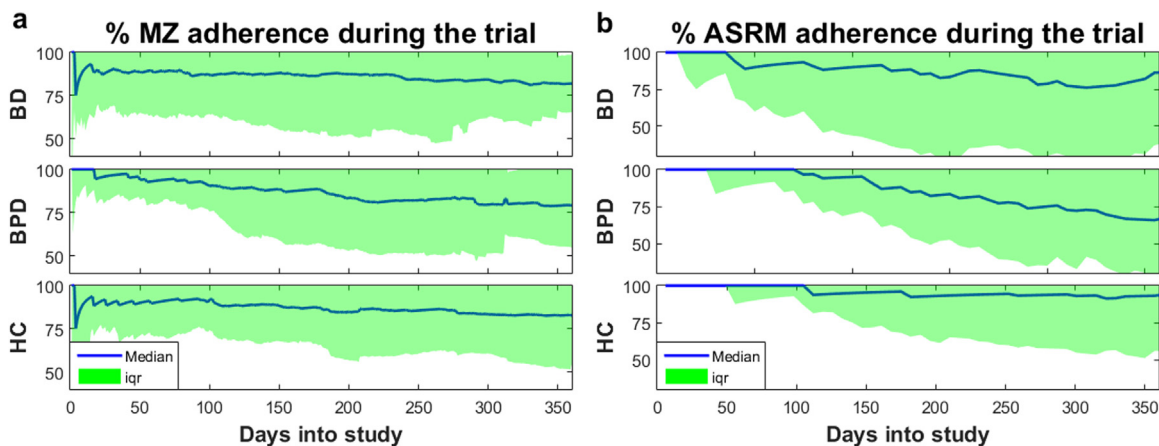 a
% MZ adherence during the trial
100
75
50
BD
100
75
50
BPD
100
75
50
HC
Median
iqr
0 50 100 150 200 250 300 350
Days into study
b
% ASRM adherence during the trial
100
75
50
BD
100
75
50
BPD
100
75
50
HC
Median
iqr
0 50 100 150 200 250 300 350
Days into study